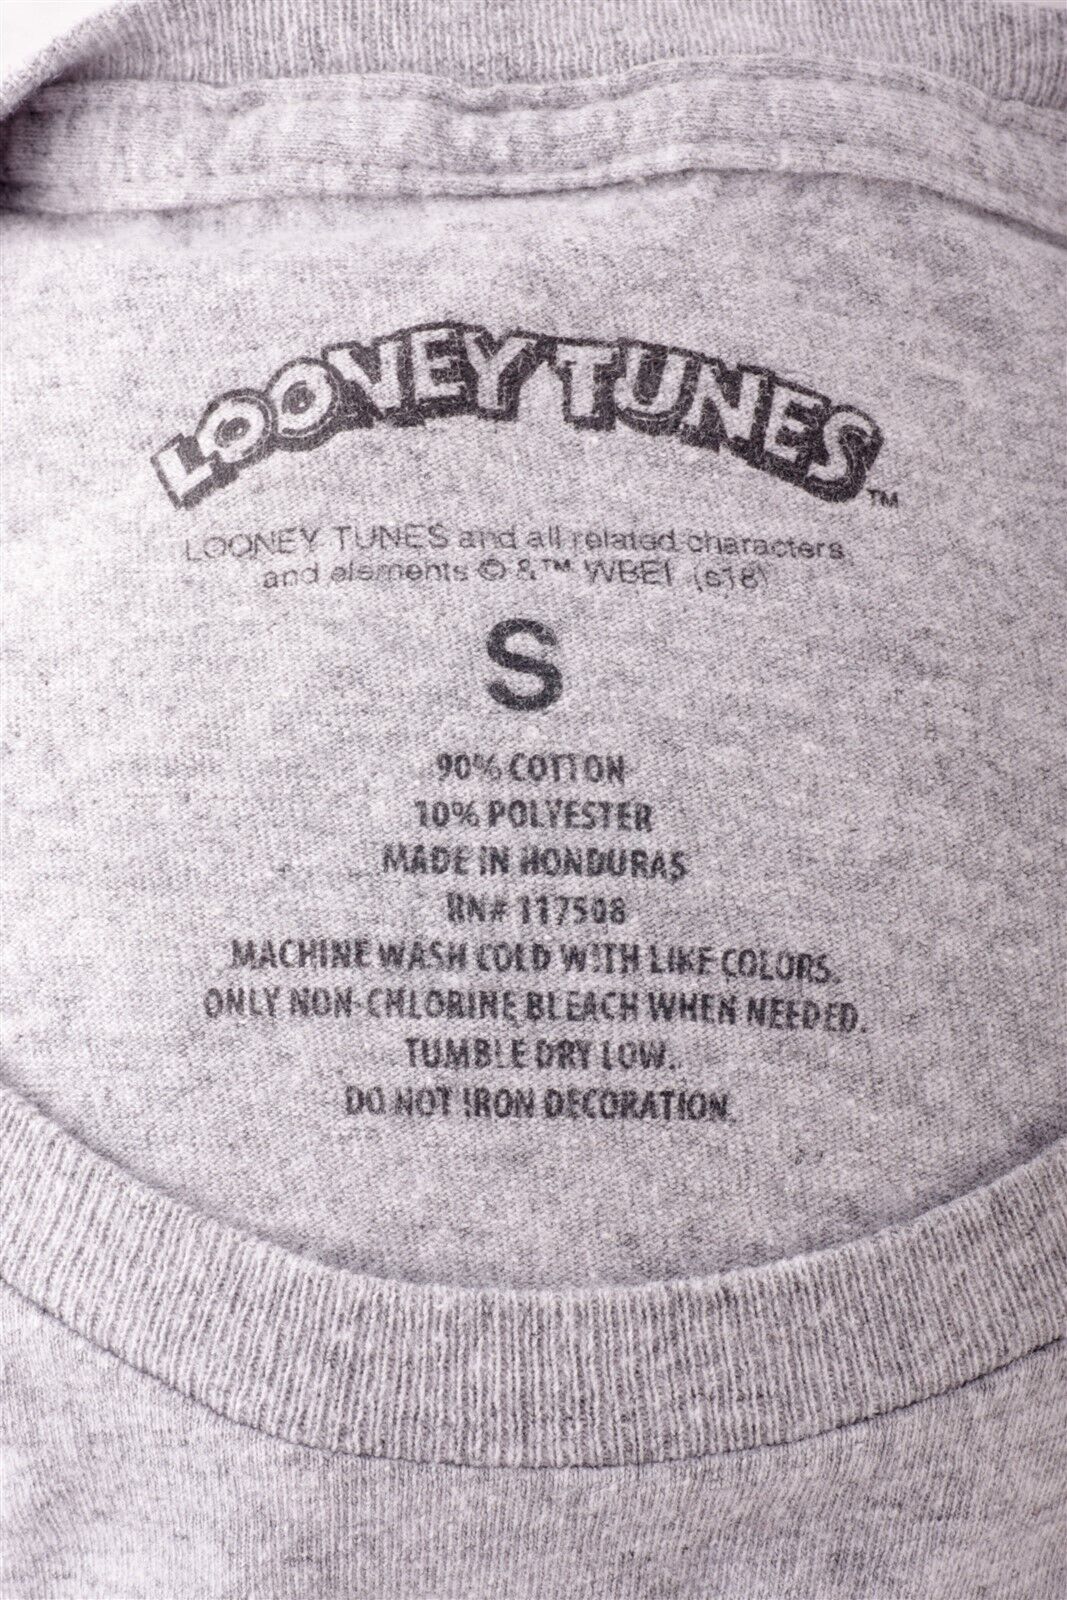 LOONEY TUNES™
LOONEY TUNES and all related characters
and elements © & ™ WBEI (s18)
S
90% COTTON
10% POLYESTER
MADE IN HONDURAS
RN# 117508
MACHINE WASH COLD WITH LIKE COLORS.
ONLY NON-CHLORINE BLEACH WHEN NEEDED.
TUMBLE DRY LOW.
DO NOT IRON DECORATION.